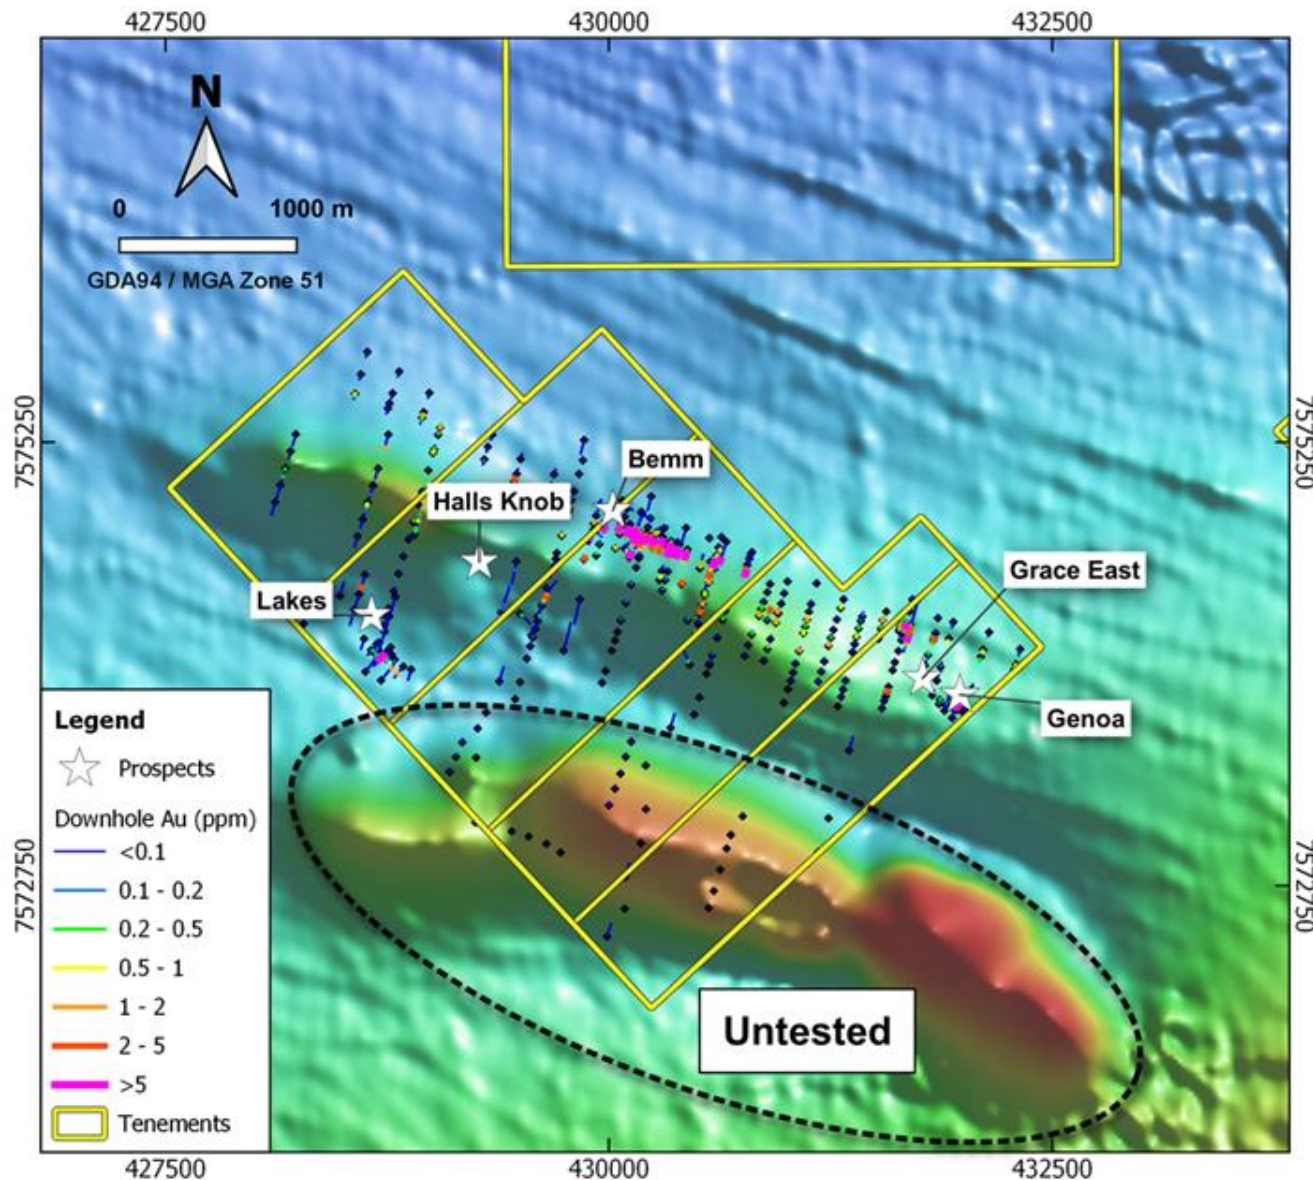 427500 430000 432500
N
0 1000 m
GDA94 / MGA Zone 51
7575250 7575250
Bemm
Halls Knob
Grace East
Lakes
Genoa
Legend
Prospects
Downhole Au (ppm)
<0.1
0.1 - 0.2
0.2 - 0.5
0.5 - 1
1 - 2
2 - 5
>5
Tenements
7572750 7572750
Untested
427500 430000 432500